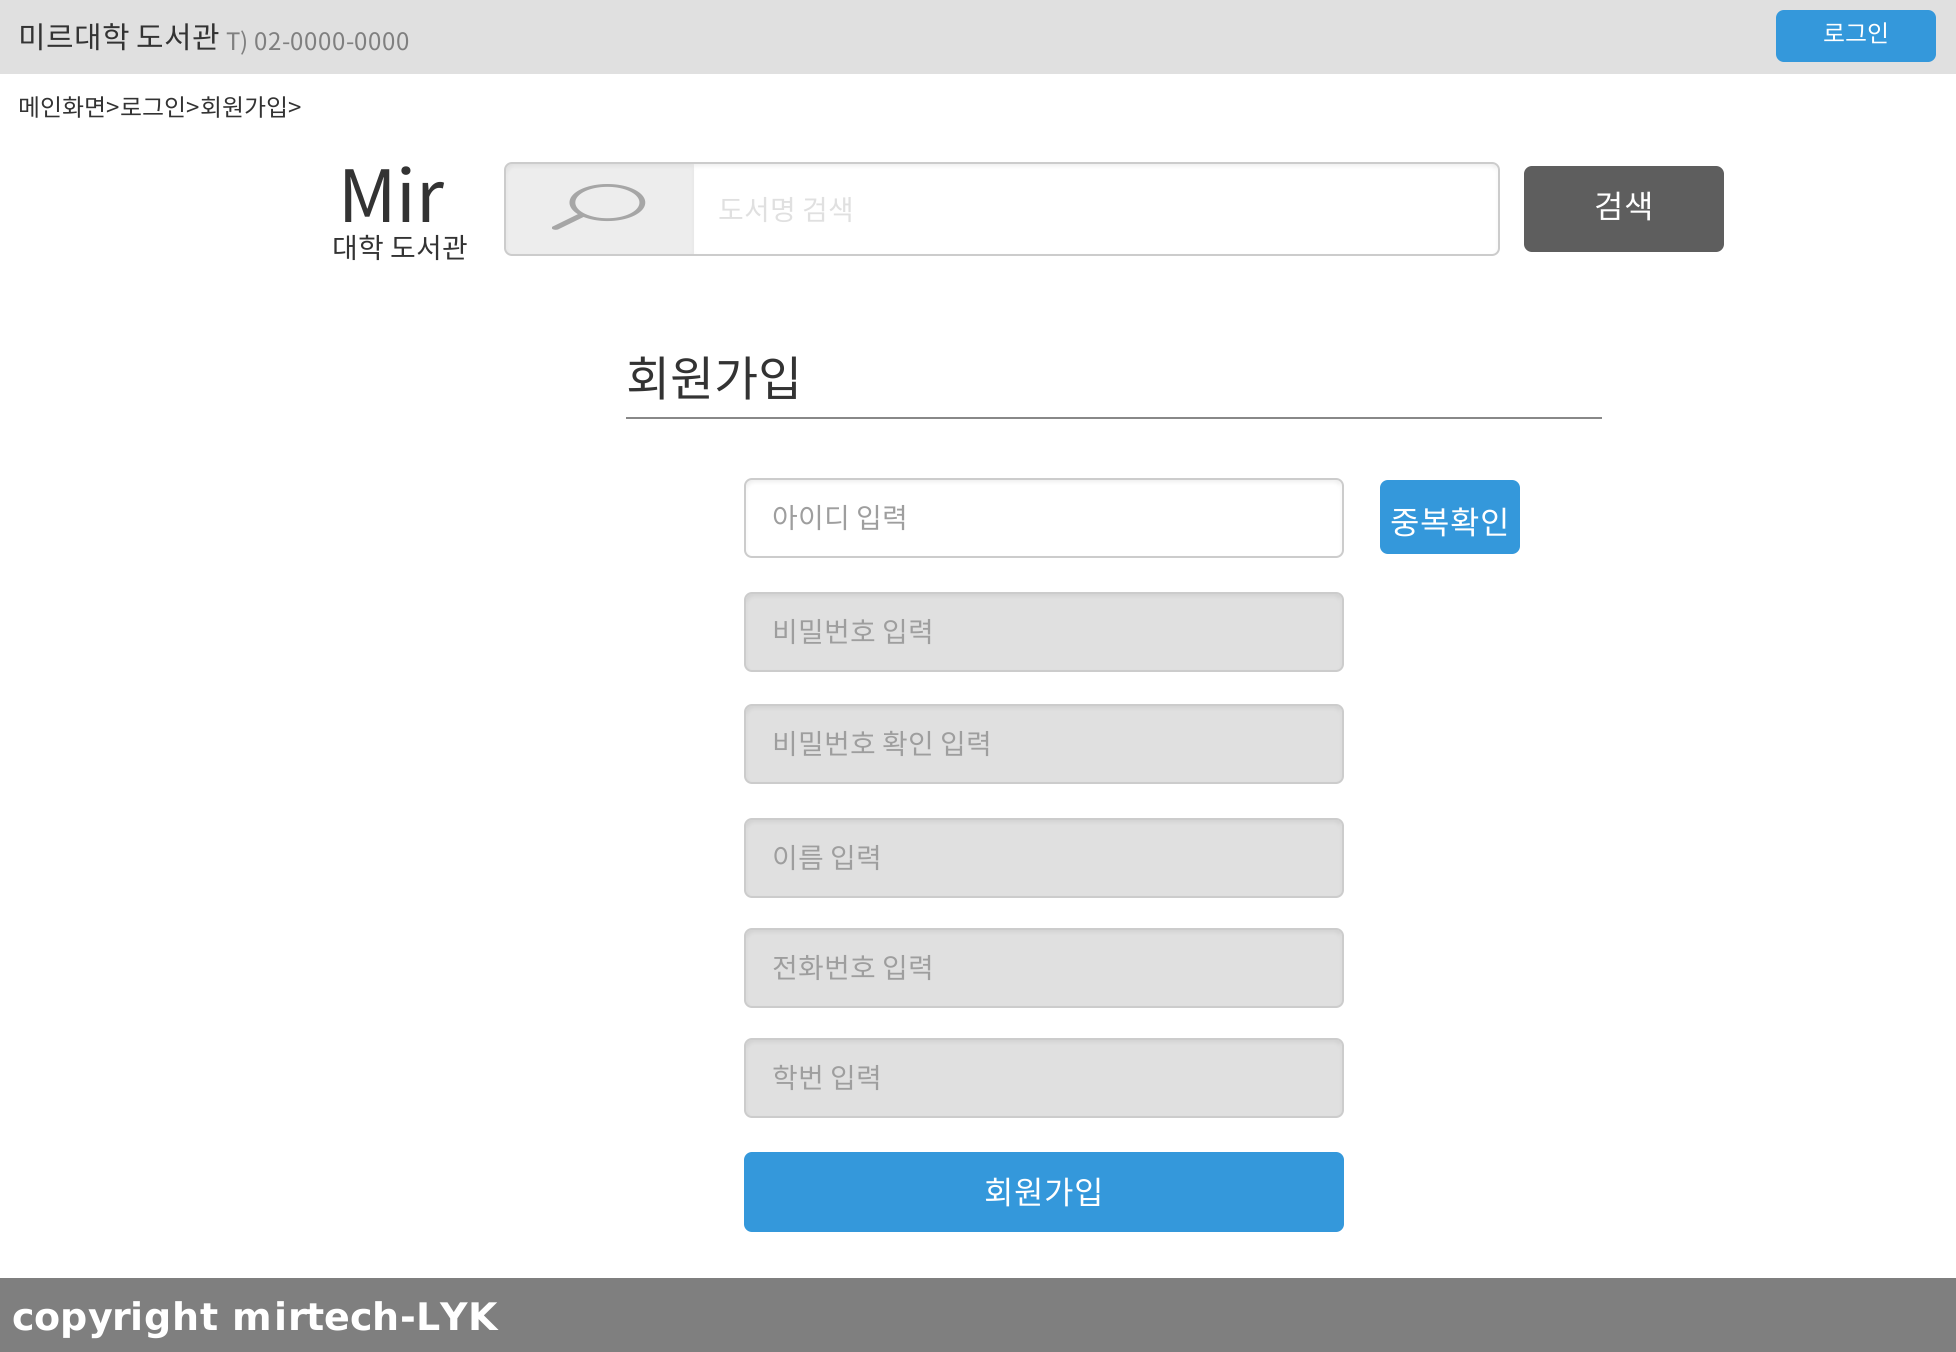 미르대학 도서관 T) 02-0000-0000
로그인
메인화면>로그인>회원가입>
Mir
대학 도서관
도서명 검색
검색
회원가입
아이디 입력
중복확인
비밀번호 입력
비밀번호 확인 입력
이름 입력
전화번호 입력
학번 입력
회원가입
copyright mirtech-LYK